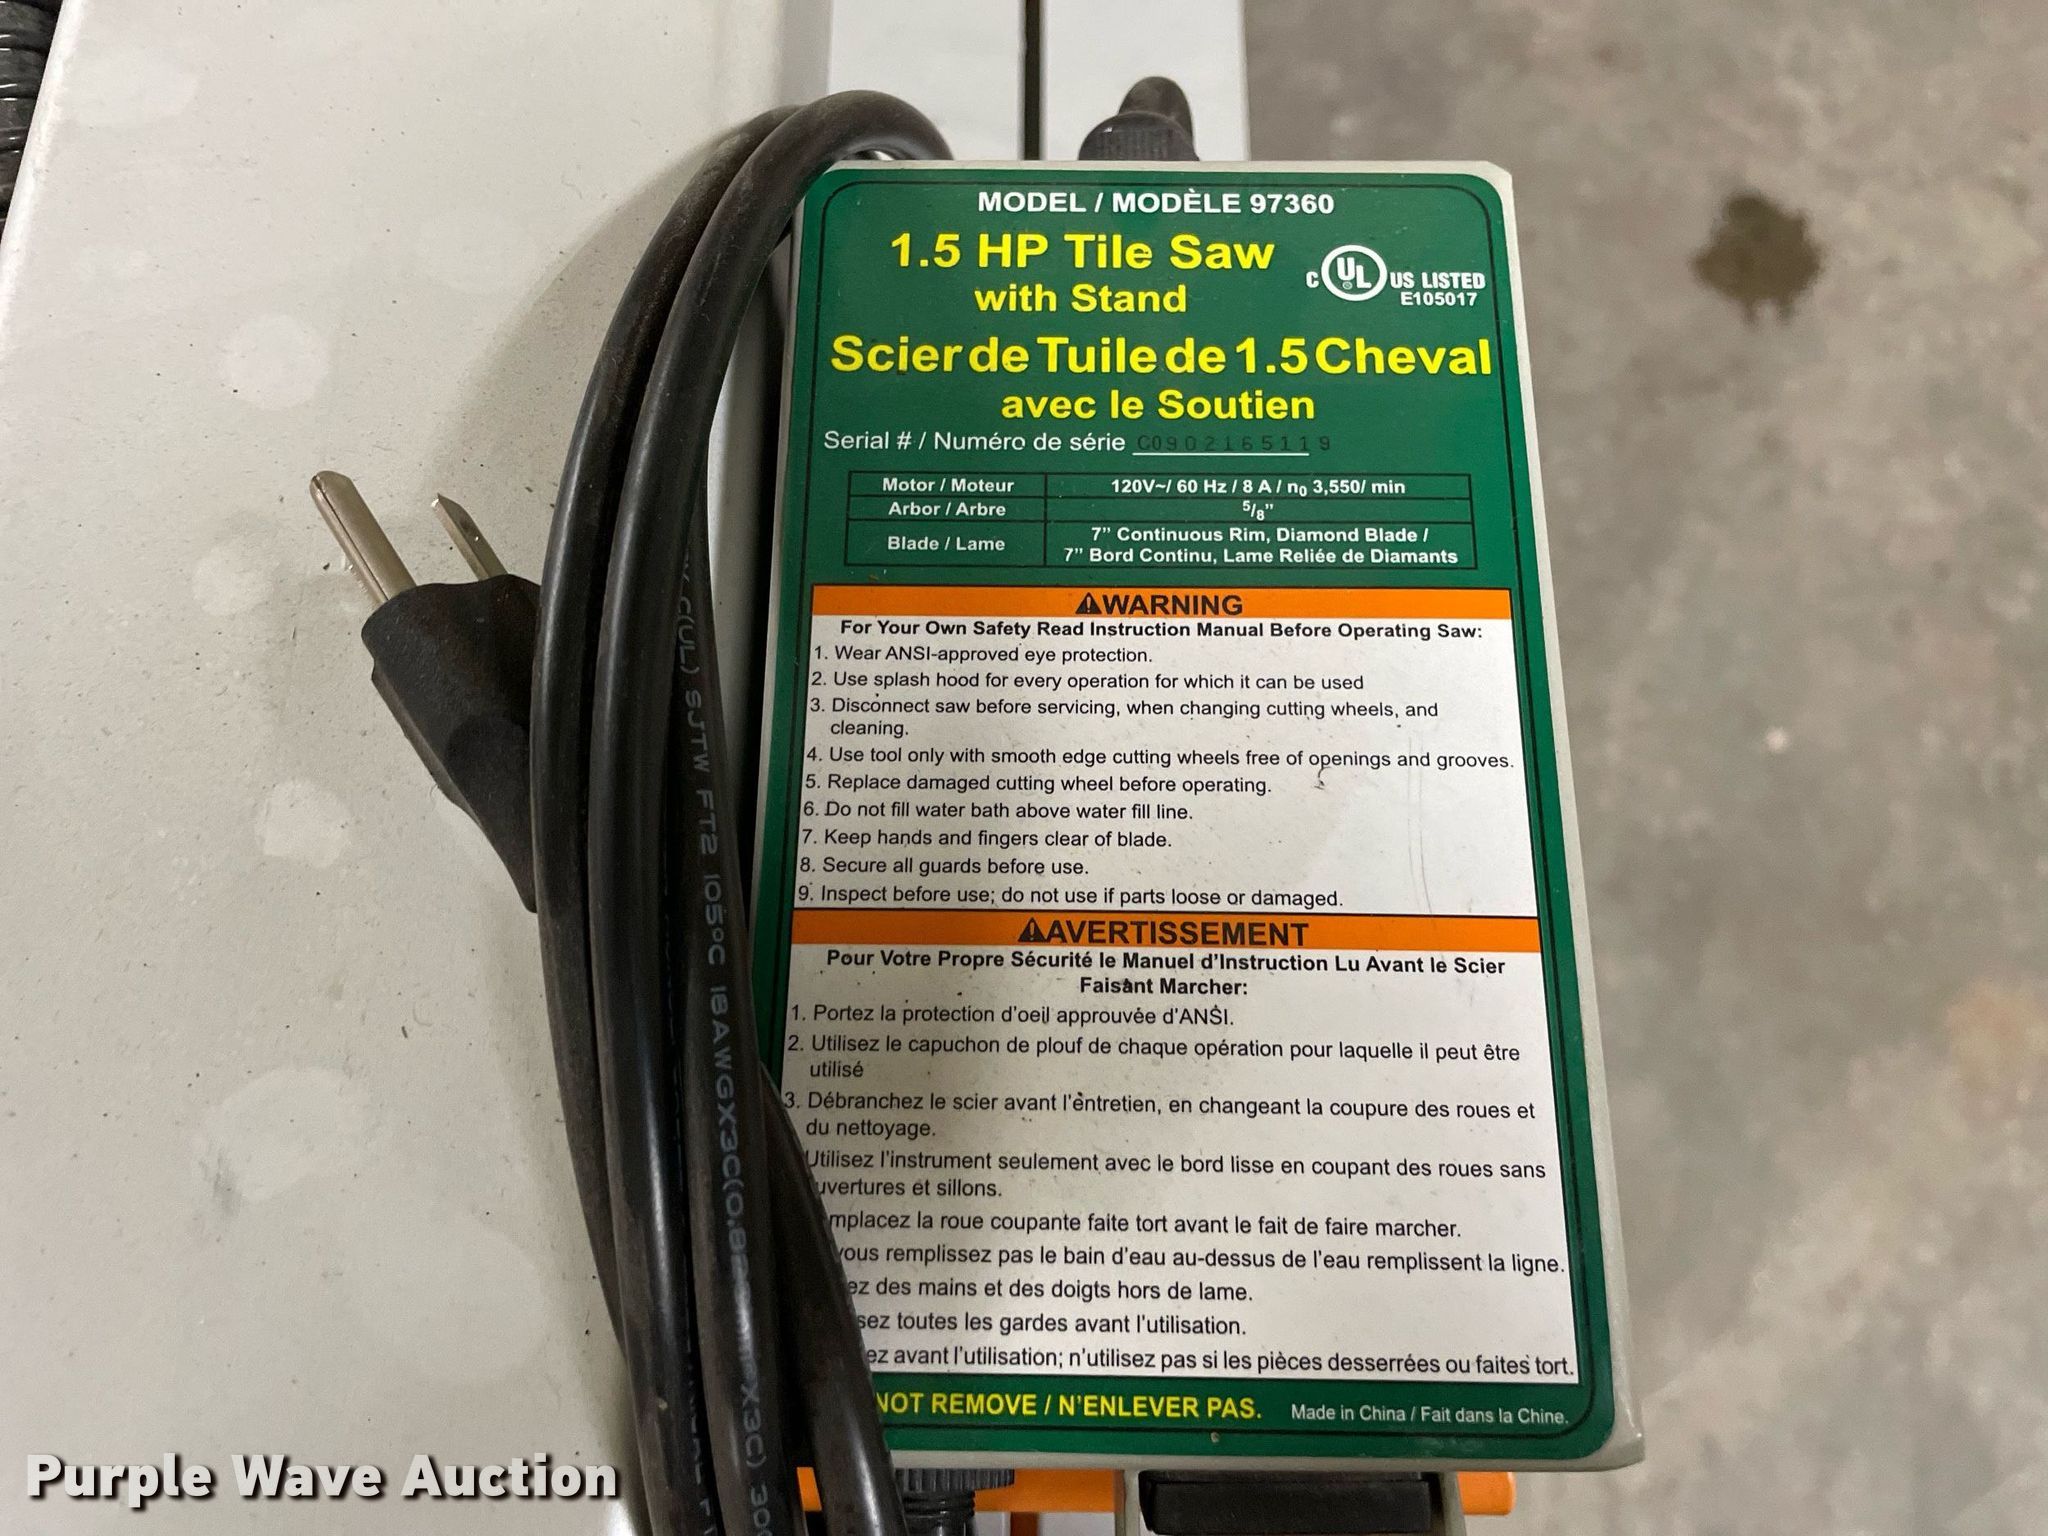 MODEL / MODÈLE 97360
1.5 HP Tile Saw
with Stand
C UL US LISTED
E105017
Scier de Tuile de 1.5 Cheval
avec le Soutien
Serial # / Numéro de série C0902165119
Motor / Moteur 120V~/ 60 Hz / 8 A / n0 3,550/ min
Arbor / Arbre 5/8"
Blade / Lame 7” Continuous Rim, Diamond Blade /
7” Bord Continu, Lame Reliée de Diamants
⚠WARNING
For Your Own Safety Read Instruction Manual Before Operating Saw:
1. Wear ANSI-approved eye protection.
2. Use splash hood for every operation for which it can be used
3. Disconnect saw before servicing, when changing cutting wheels, and
cleaning.
4. Use tool only with smooth edge cutting wheels free of openings and grooves.
5. Replace damaged cutting wheel before operating.
6. Do not fill water bath above water fill line.
7. Keep hands and fingers clear of blade.
8. Secure all guards before use.
9. Inspect before use; do not use if parts loose or damaged.
⚠AVERTISSEMENT
Pour Votre Propre Sécurité le Manuel d’Instruction Lu Avant le Scier
Faisant Marcher:
1. Portez la protection d’oeil approuvée d’ANSI.
2. Utilisez le capuchon de plouf de chaque opération pour laquelle il peut être
utilisé
3. Débranchez le scier avant l’entretien, en changeant la coupure des roues et
du nettoyage.
Utilisez l’instrument seulement avec le bord lisse en coupant des roues sans
uvertures et sillons.
mplacez la roue coupante faite tort avant le fait de faire marcher.
vous remplissez pas le bain d’eau au-dessus de l’eau remplissent la ligne.
ez des mains et des doigts hors de lame.
sez toutes les gardes avant l’utilisation.
ez avant l’utilisation; n’utilisez pas si les pièces desserrées ou faites tort.
NOT REMOVE / N’ENLEVER PAS.
Made in China / Fait dans la Chine.
(UL) SJTW FT2 105°C 18AWGX3C(0.82
X3C) 300
Purple Wave Auction